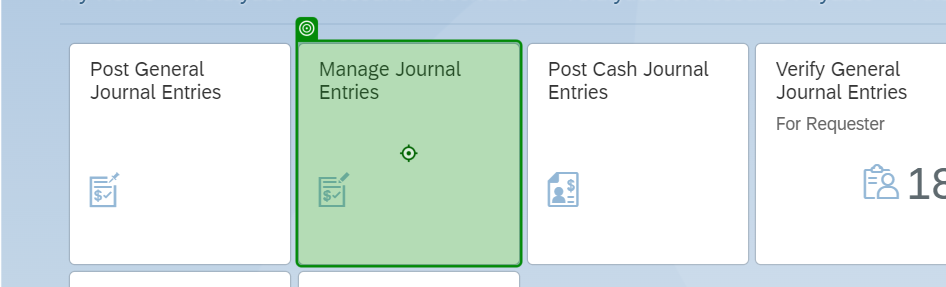 Post General
Journal Entries
Manage Journal
Entries
Post Cash Journal
Entries
Verify General
Journal Entries
For Requester